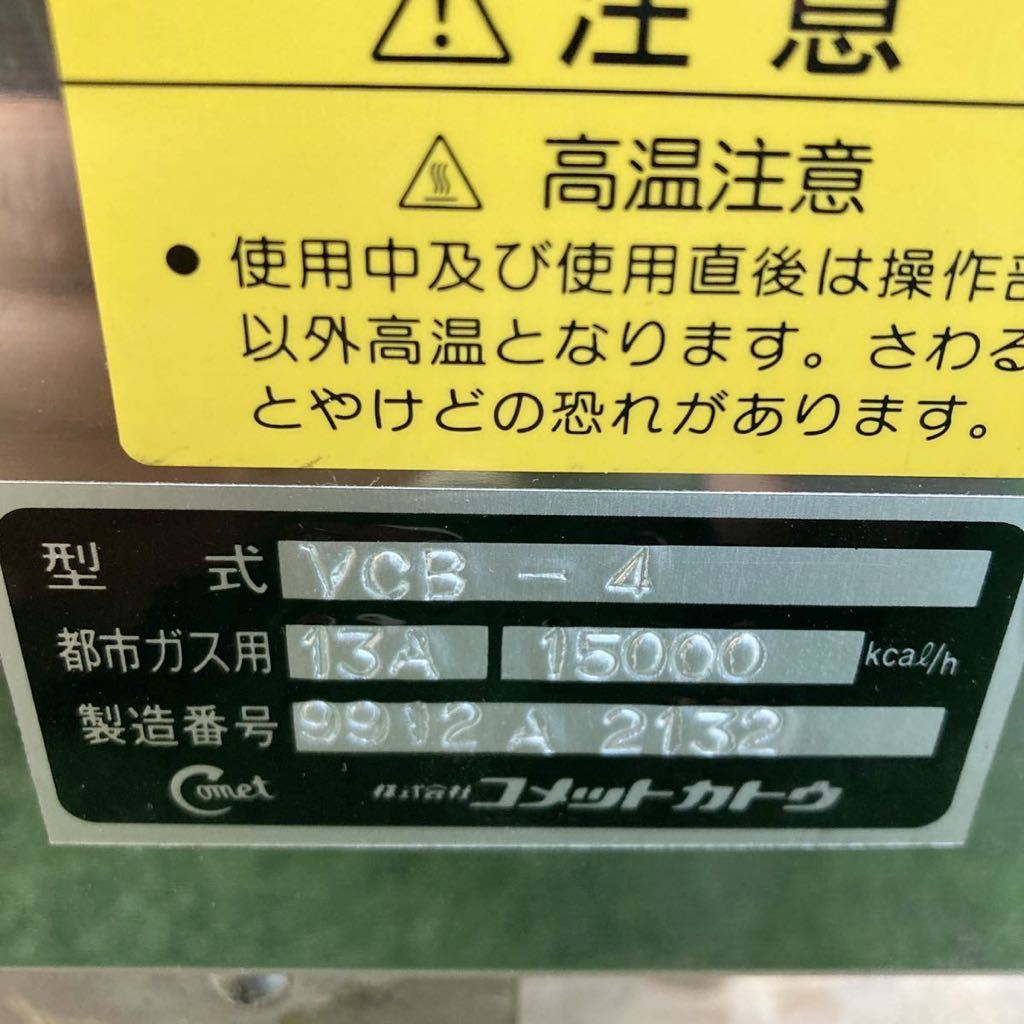 注意
高温注意
● 使用中及び使用直後は操作部
以外高温となります。さわる
とやけどの恐れがあります。
型式 VCB - 4
都市ガス用 13A 15000 kcal/h
製造番号 9912 A 2132
Comet 株式会社コメットカトウ